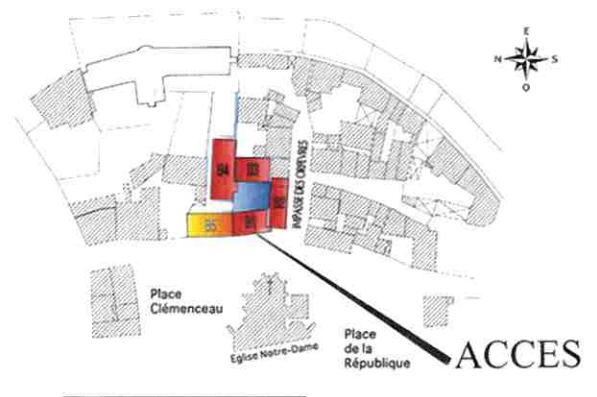 E
N S
O
IMPASSE DES ORFEVRES
Place
Clémenceau
Eglise Notre-Dame
Place
de la
République
ACCES